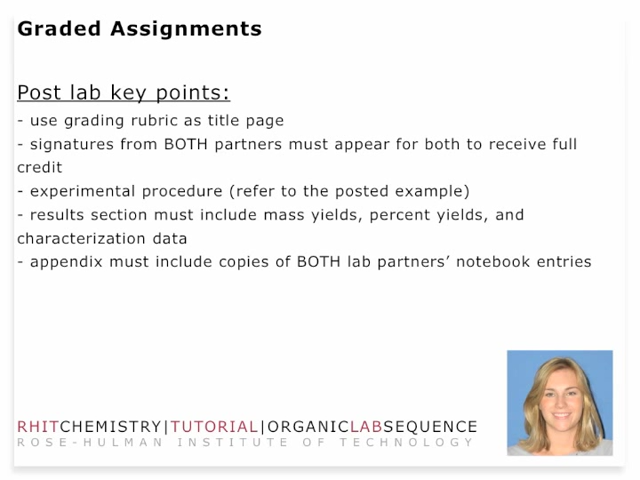 Graded Assignments
Post lab key points:
- use grading rubric as title page
- signatures from BOTH partners must appear for both to receive full
credit
- experimental procedure (refer to the posted example)
- results section must include mass yields, percent yields, and
characterization data
- appendix must include copies of BOTH lab partners’ notebook entries
RHITCHEMISTRY|TUTORIAL|ORGANICLABSEQUENCE
ROSE-HULMAN INSTITUTE OF TECHNOLOGY